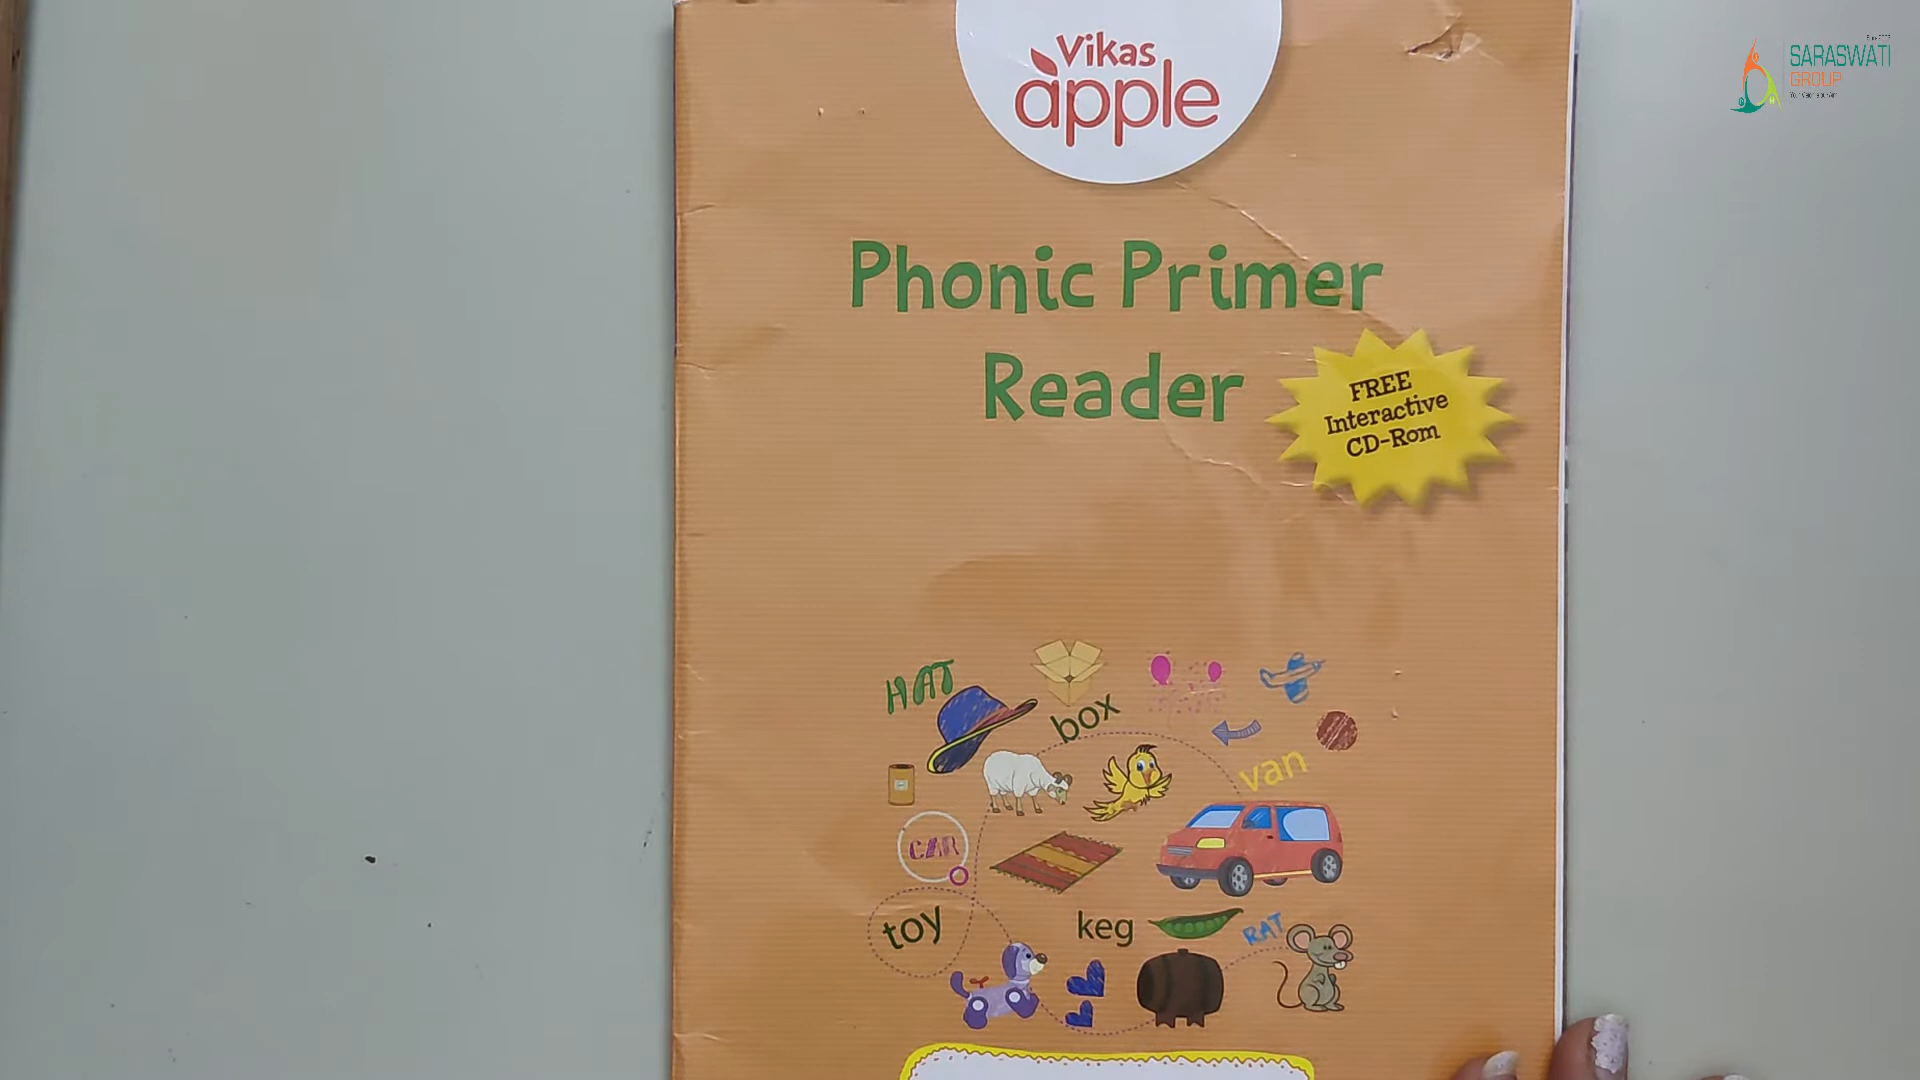 Vikas
apple
SARASWATI
GROUP
Phonic Primer
Reader
FREE
Interactive
CD-Rom
HAT
box
van
CAR
toy
keg
RAT